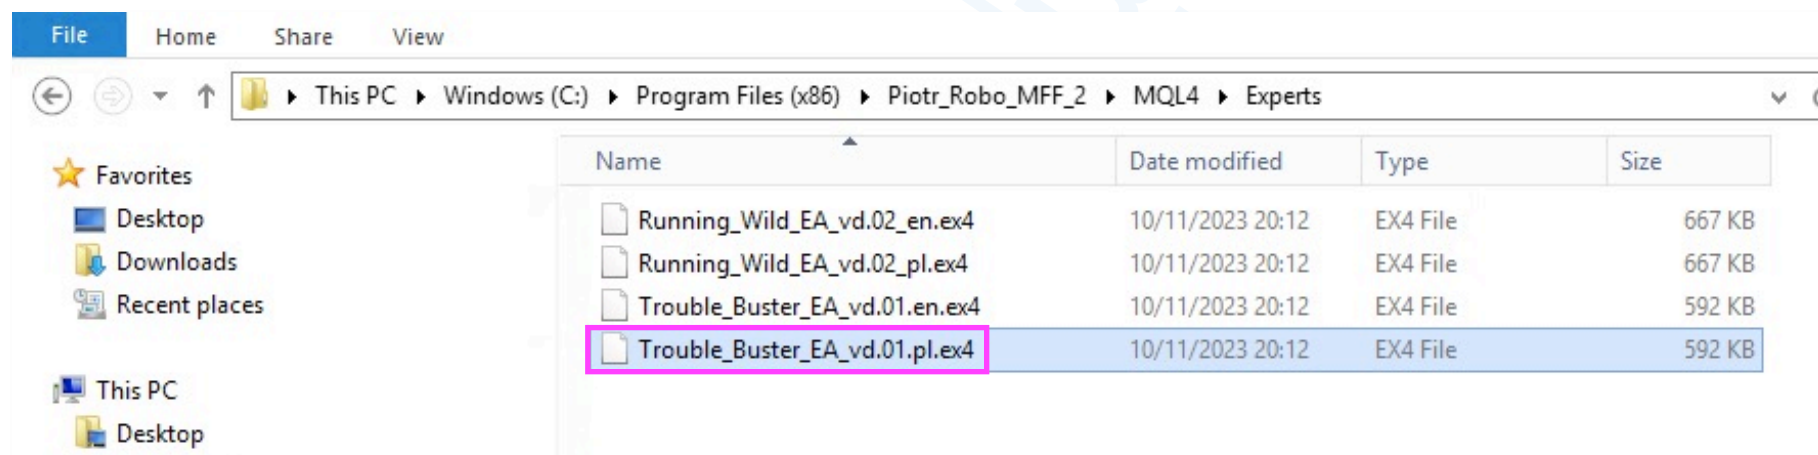 File Home Share View
This PC Windows (C:) Program Files (x86) Piotr_Robo_MFF_2 MQL4 Experts
Name Date modified Type Size
Favorites
Desktop
Downloads
Recent places
This PC
Desktop
Running_Wild_EA_vd.02_en.ex4 10/11/2023 20:12 EX4 File 667 KB
Running_Wild_EA_vd.02_pl.ex4 10/11/2023 20:12 EX4 File 667 KB
Trouble_Buster_EA_vd.01.en.ex4 10/11/2023 20:12 EX4 File 592 KB
Trouble_Buster_EA_vd.01.pl.ex4 10/11/2023 20:12 EX4 File 592 KB